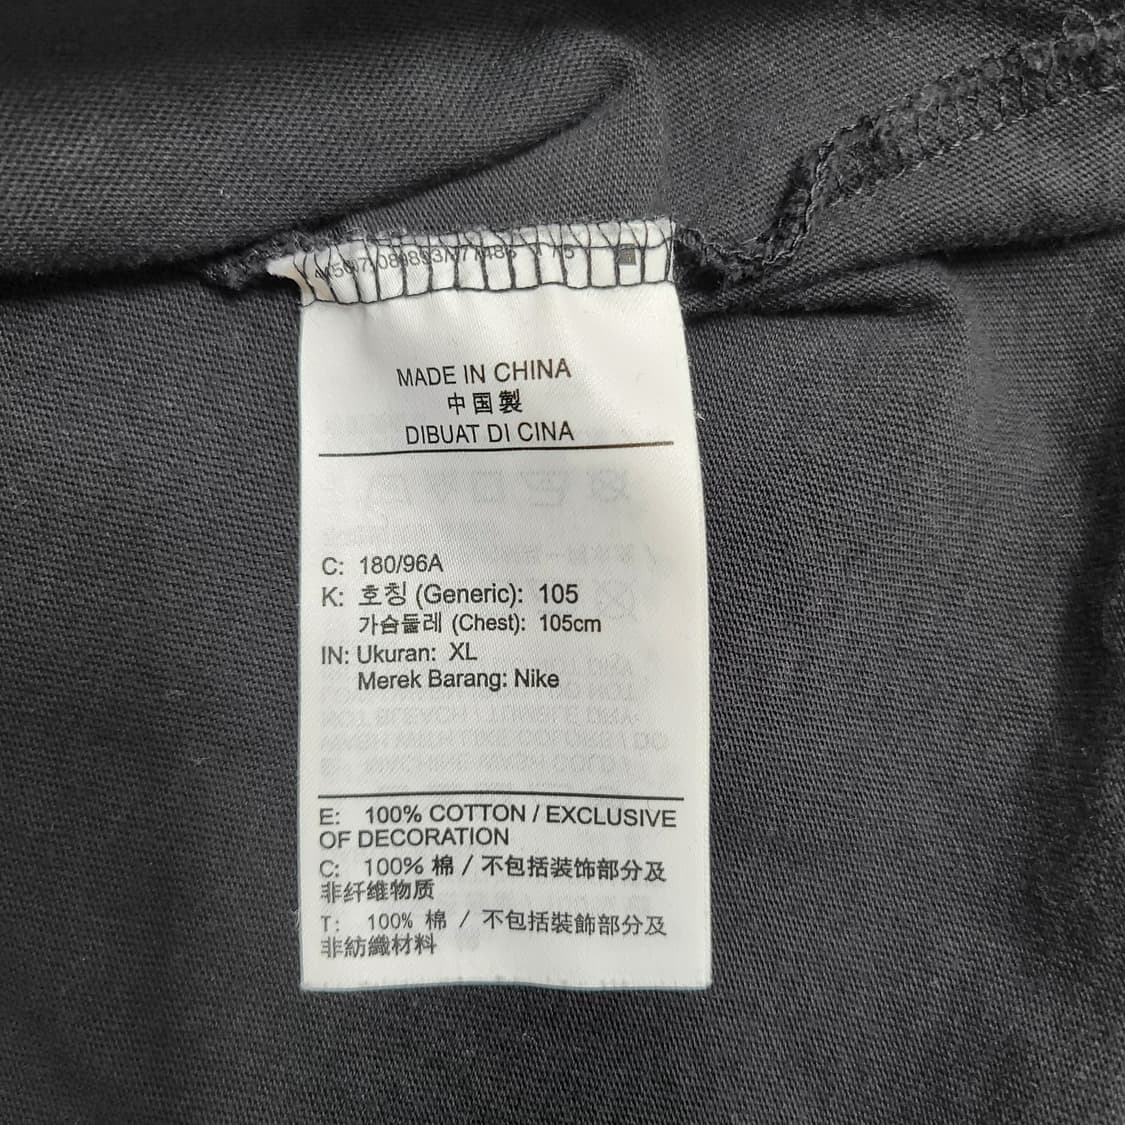 MADE IN CHINA
中国製
DIBUAT DI CINA
C: 180/96A
K: 호칭 (Generic): 105
가슴둘레 (Chest): 105cm
IN: Ukuran: XL
Merek Barang: Nike
E: 100% COTTON / EXCLUSIVE
OF DECORATION
C: 100% 棉 / 不包括装饰部分及
非纤维物质
T: 100% 棉 / 不包括裝飾部分及
非紡織材料